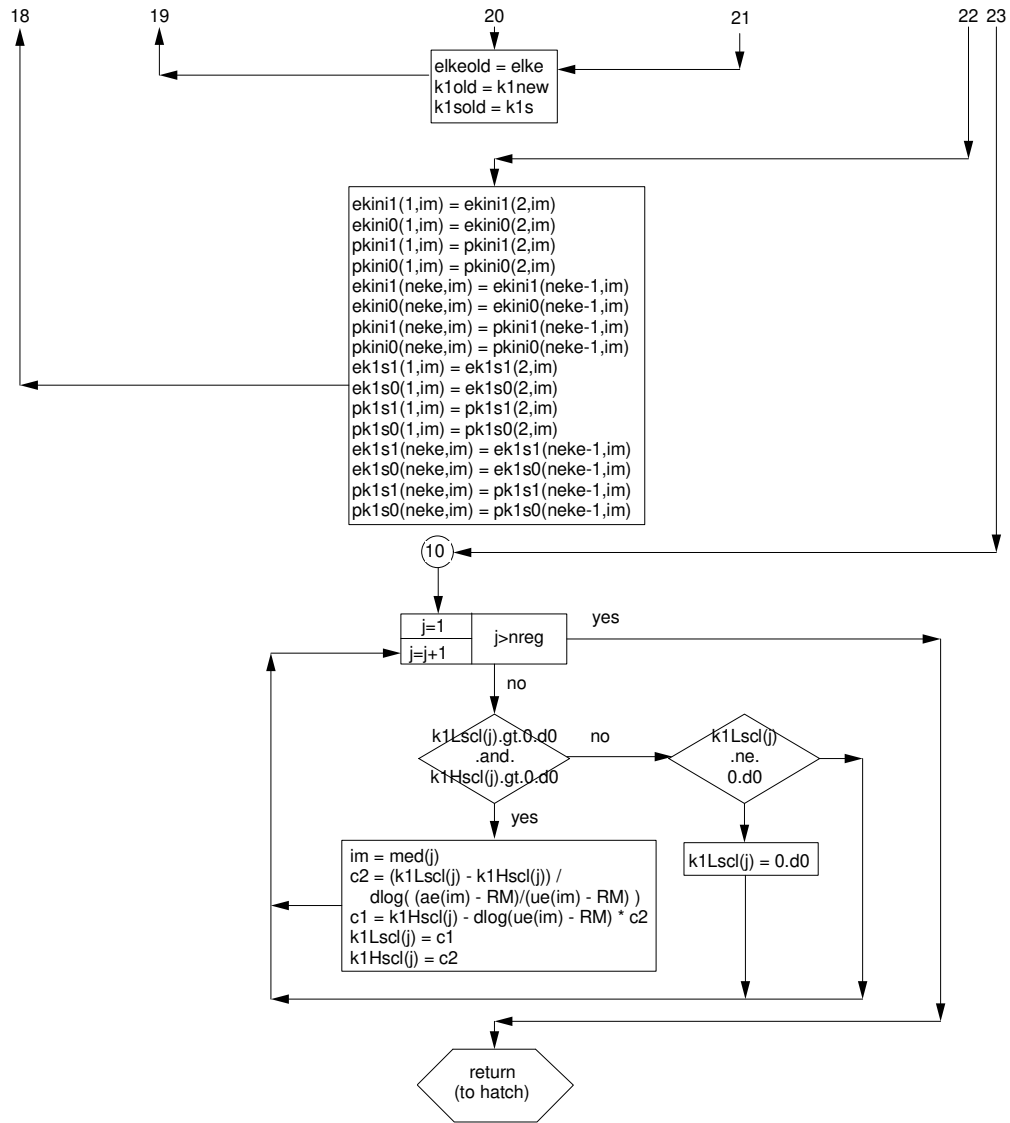 18 19 20 21 22 23
elkeold = elke
k1old = k1new
k1sold = k1s
ekini1(1,im) = ekini1(2,im)
ekini0(1,im) = ekini0(2,im)
pkini1(1,im) = pkini1(2,im)
pkini0(1,im) = pkini0(2,im)
ekini1(neke,im) = ekini1(neke-1,im)
ekini0(neke,im) = ekini0(neke-1,im)
pkini1(neke,im) = pkini1(neke-1,im)
pkini0(neke,im) = pkini0(neke-1,im)
ek1s1(1,im) = ek1s1(2,im)
ek1s0(1,im) = ek1s0(2,im)
pk1s1(1,im) = pk1s1(2,im)
pk1s0(1,im) = pk1s0(2,im)
ek1s1(neke,im) = ek1s1(neke-1,im)
ek1s0(neke,im) = ek1s0(neke-1,im)
pk1s1(neke,im) = pk1s1(neke-1,im)
pk1s0(neke,im) = pk1s0(neke-1,im)
10
j=1
j=j+1
j>nreg
yes
no
k1Lscl(j).gt.0.d0
.and.
k1Hscl(j).gt.0.d0
no
k1Lscl(j)
.ne.
0.d0
yes
im = med(j)
c2 = (k1Lscl(j) - k1Hscl(j)) /
dlog( (ae(im) - RM)/(ue(im) - RM) )
c1 = k1Hscl(j) - dlog(ue(im) - RM) * c2
k1Lscl(j) = c1
k1Hscl(j) = c2
k1Lscl(j) = 0.d0
return
(to hatch)